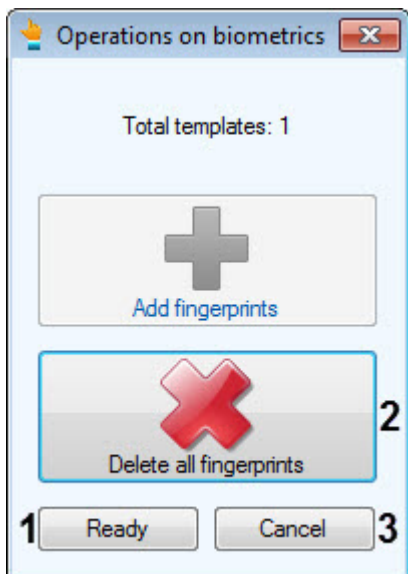 Operations on biometrics
Total templates: 1
Add fingerprints
Delete all fingerprints
2
1 Ready Cancel 3